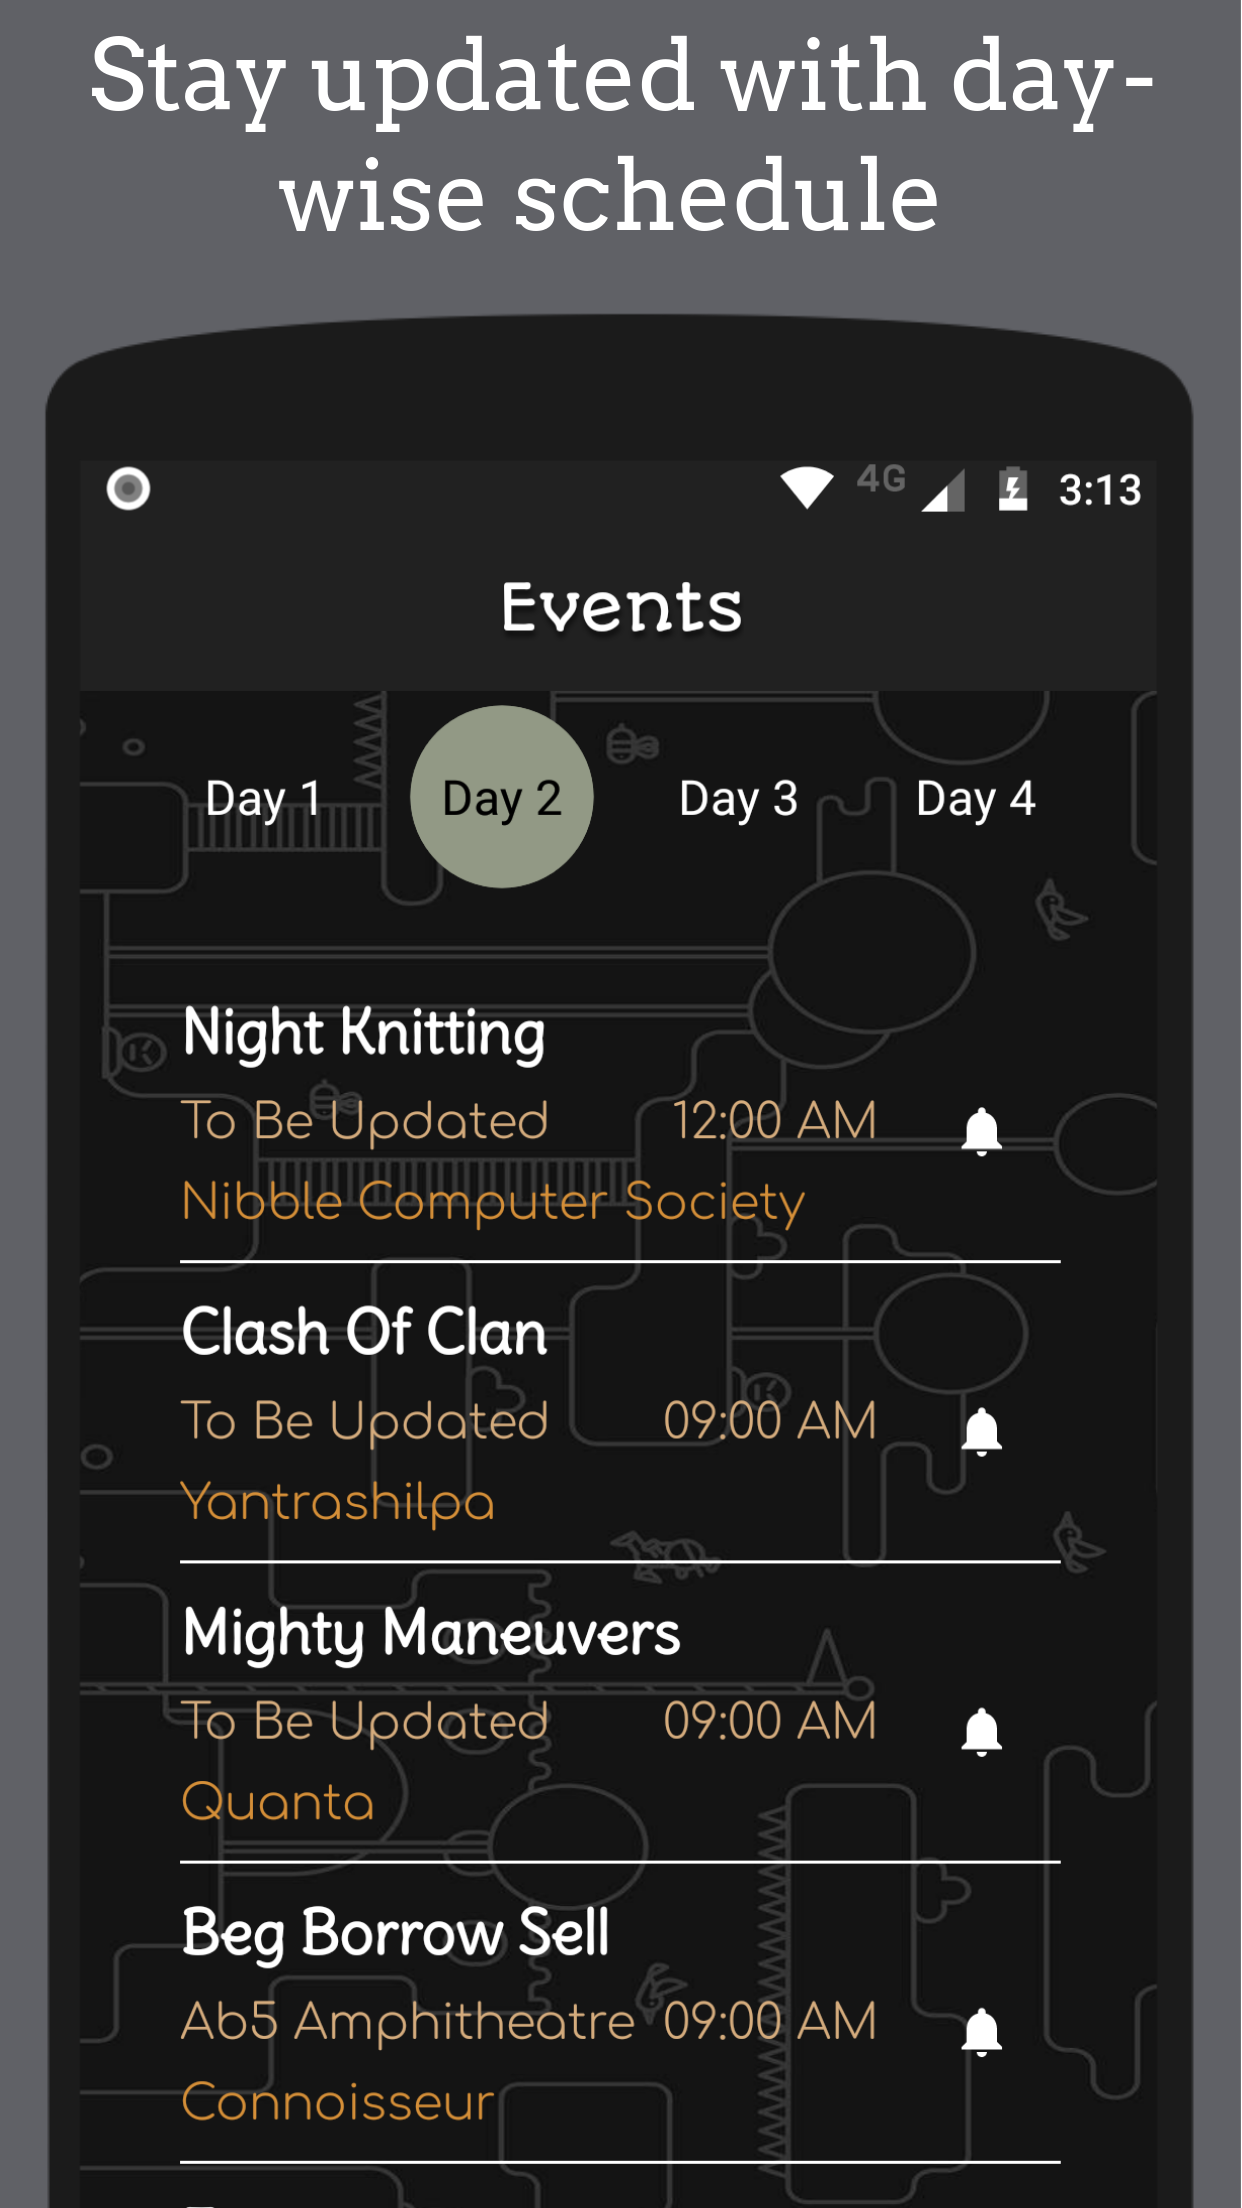 Stay updated with day-
wise schedule
4G 3:13
Events
Day 1 Day 2 Day 3 Day 4
Night Knitting
To Be Updated 12:00 AM
Nibble Computer Society
Clash Of Clan
To Be Updated 09:00 AM
Yantrashilpa
Mighty Maneuvers
To Be Updated 09:00 AM
Quanta
Beg Borrow Sell
Ab5 Amphitheatre 09:00 AM
Connoisseur